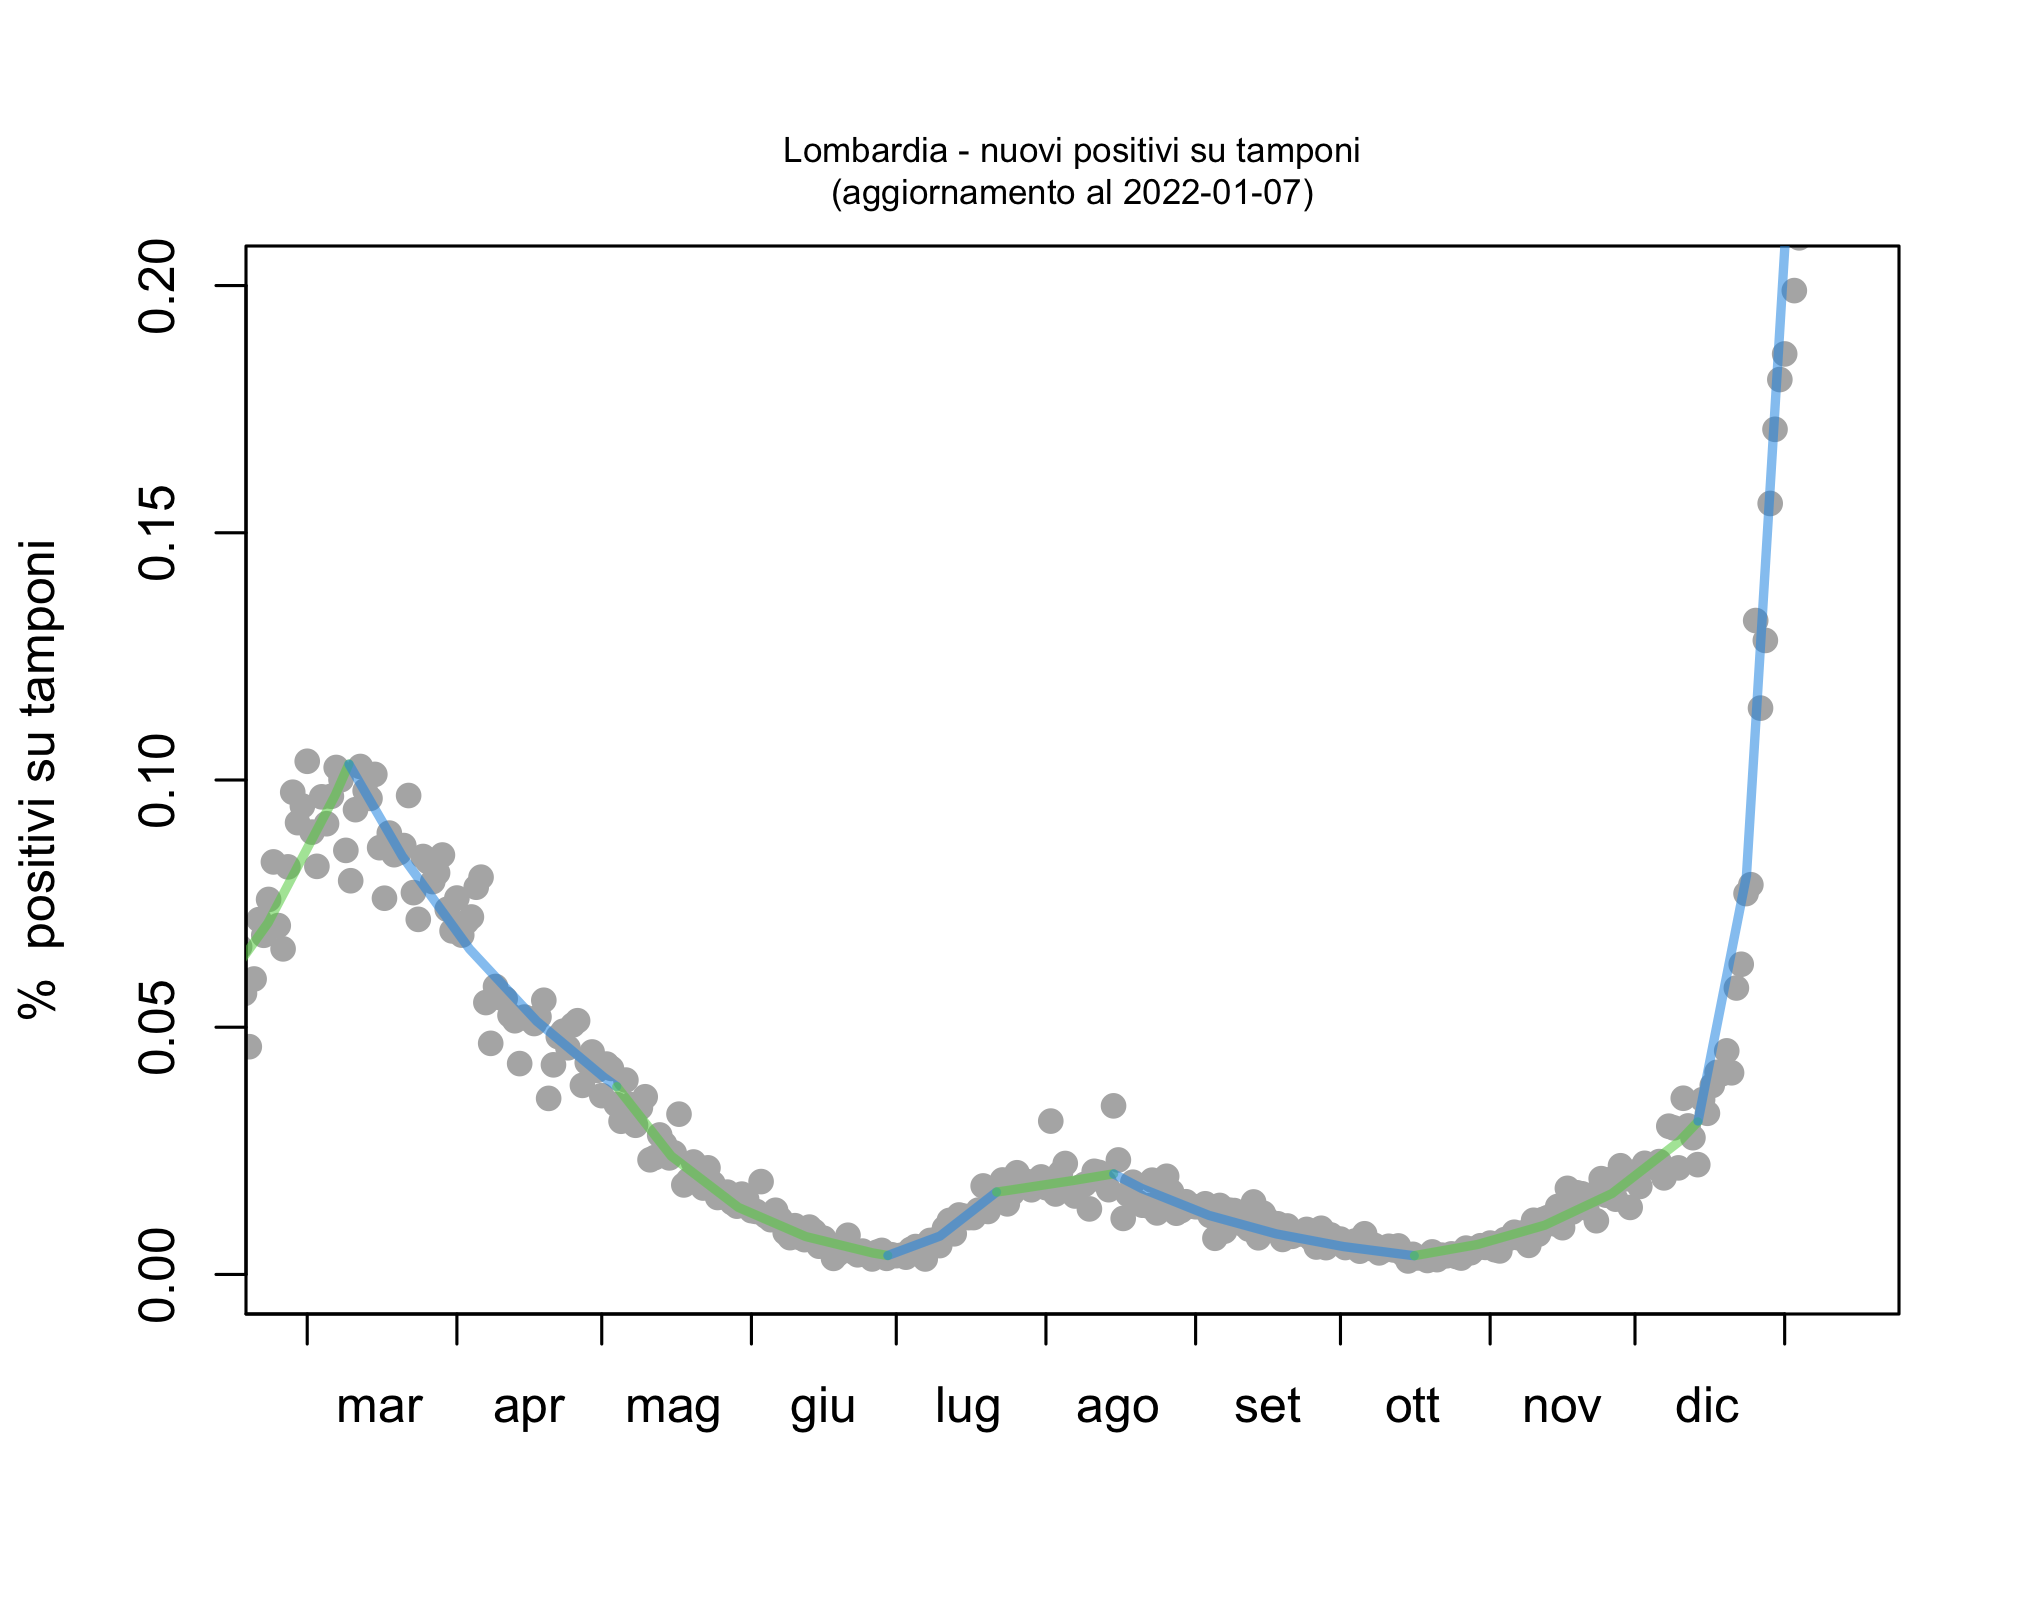 Lombardia - nuovi positivi su tamponi
(aggiornamento al 2022-01-07)
% positivi su tamponi
0.20
0.15
0.10
0.05
0.00
mar apr mag giu lug ago set ott nov dic